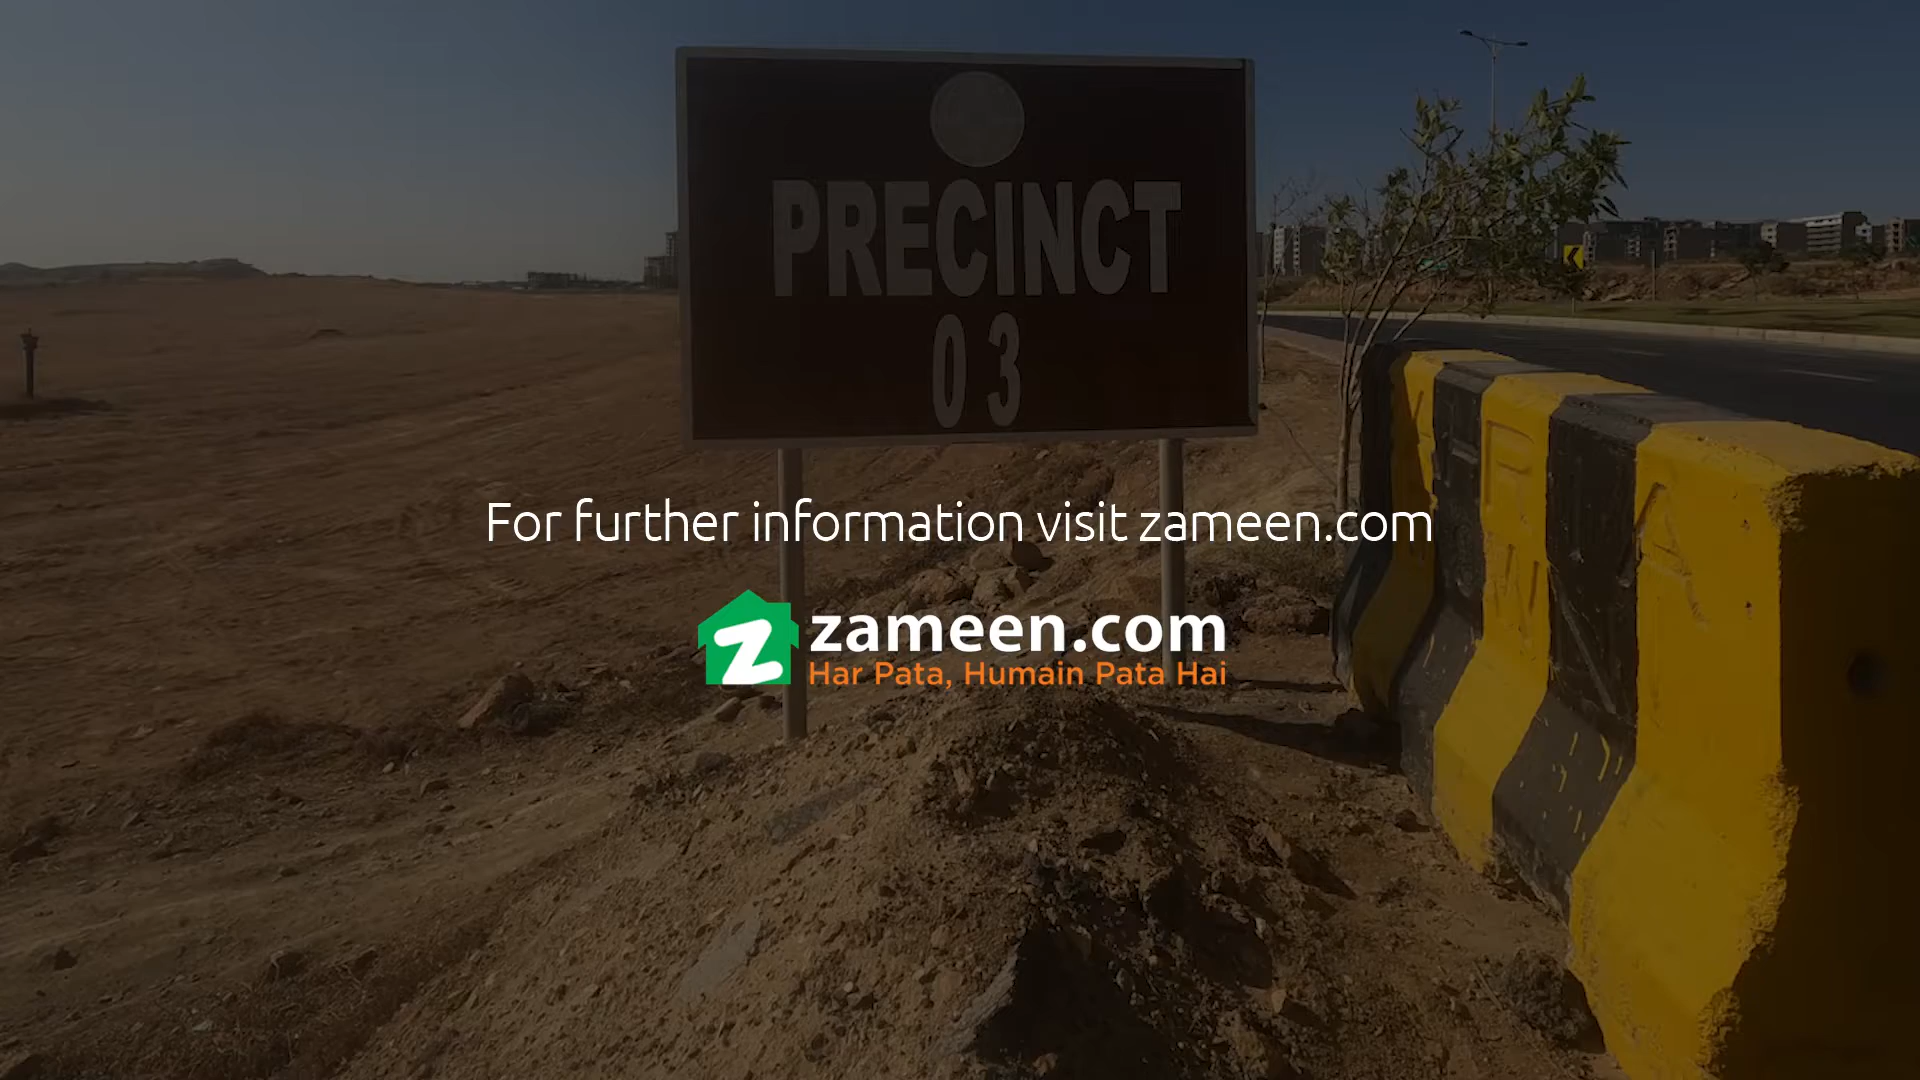 PRECINCT
03
For further information visit zameen.com
zameen.com
Har Pata, Humain Pata Hai